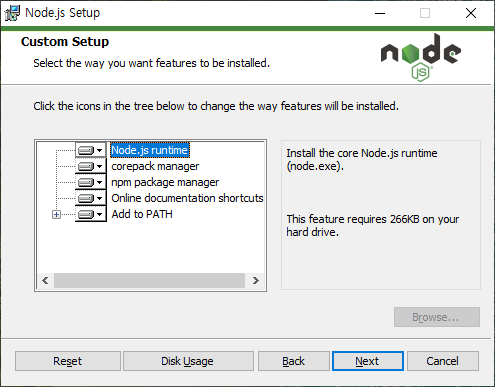 Node.js Setup
Custom Setup
Select the way you want features to be installed.
node
JS
Click the icons in the tree below to change the way features will be installed.
Node.js runtime
corepack manager
npm package manager
Online documentation shortcuts
Add to PATH
Install the core Node.js runtime
(node.exe).
This feature requires 266KB on your
hard drive.
Browse...
Reset
Disk Usage
Back
Next
Cancel